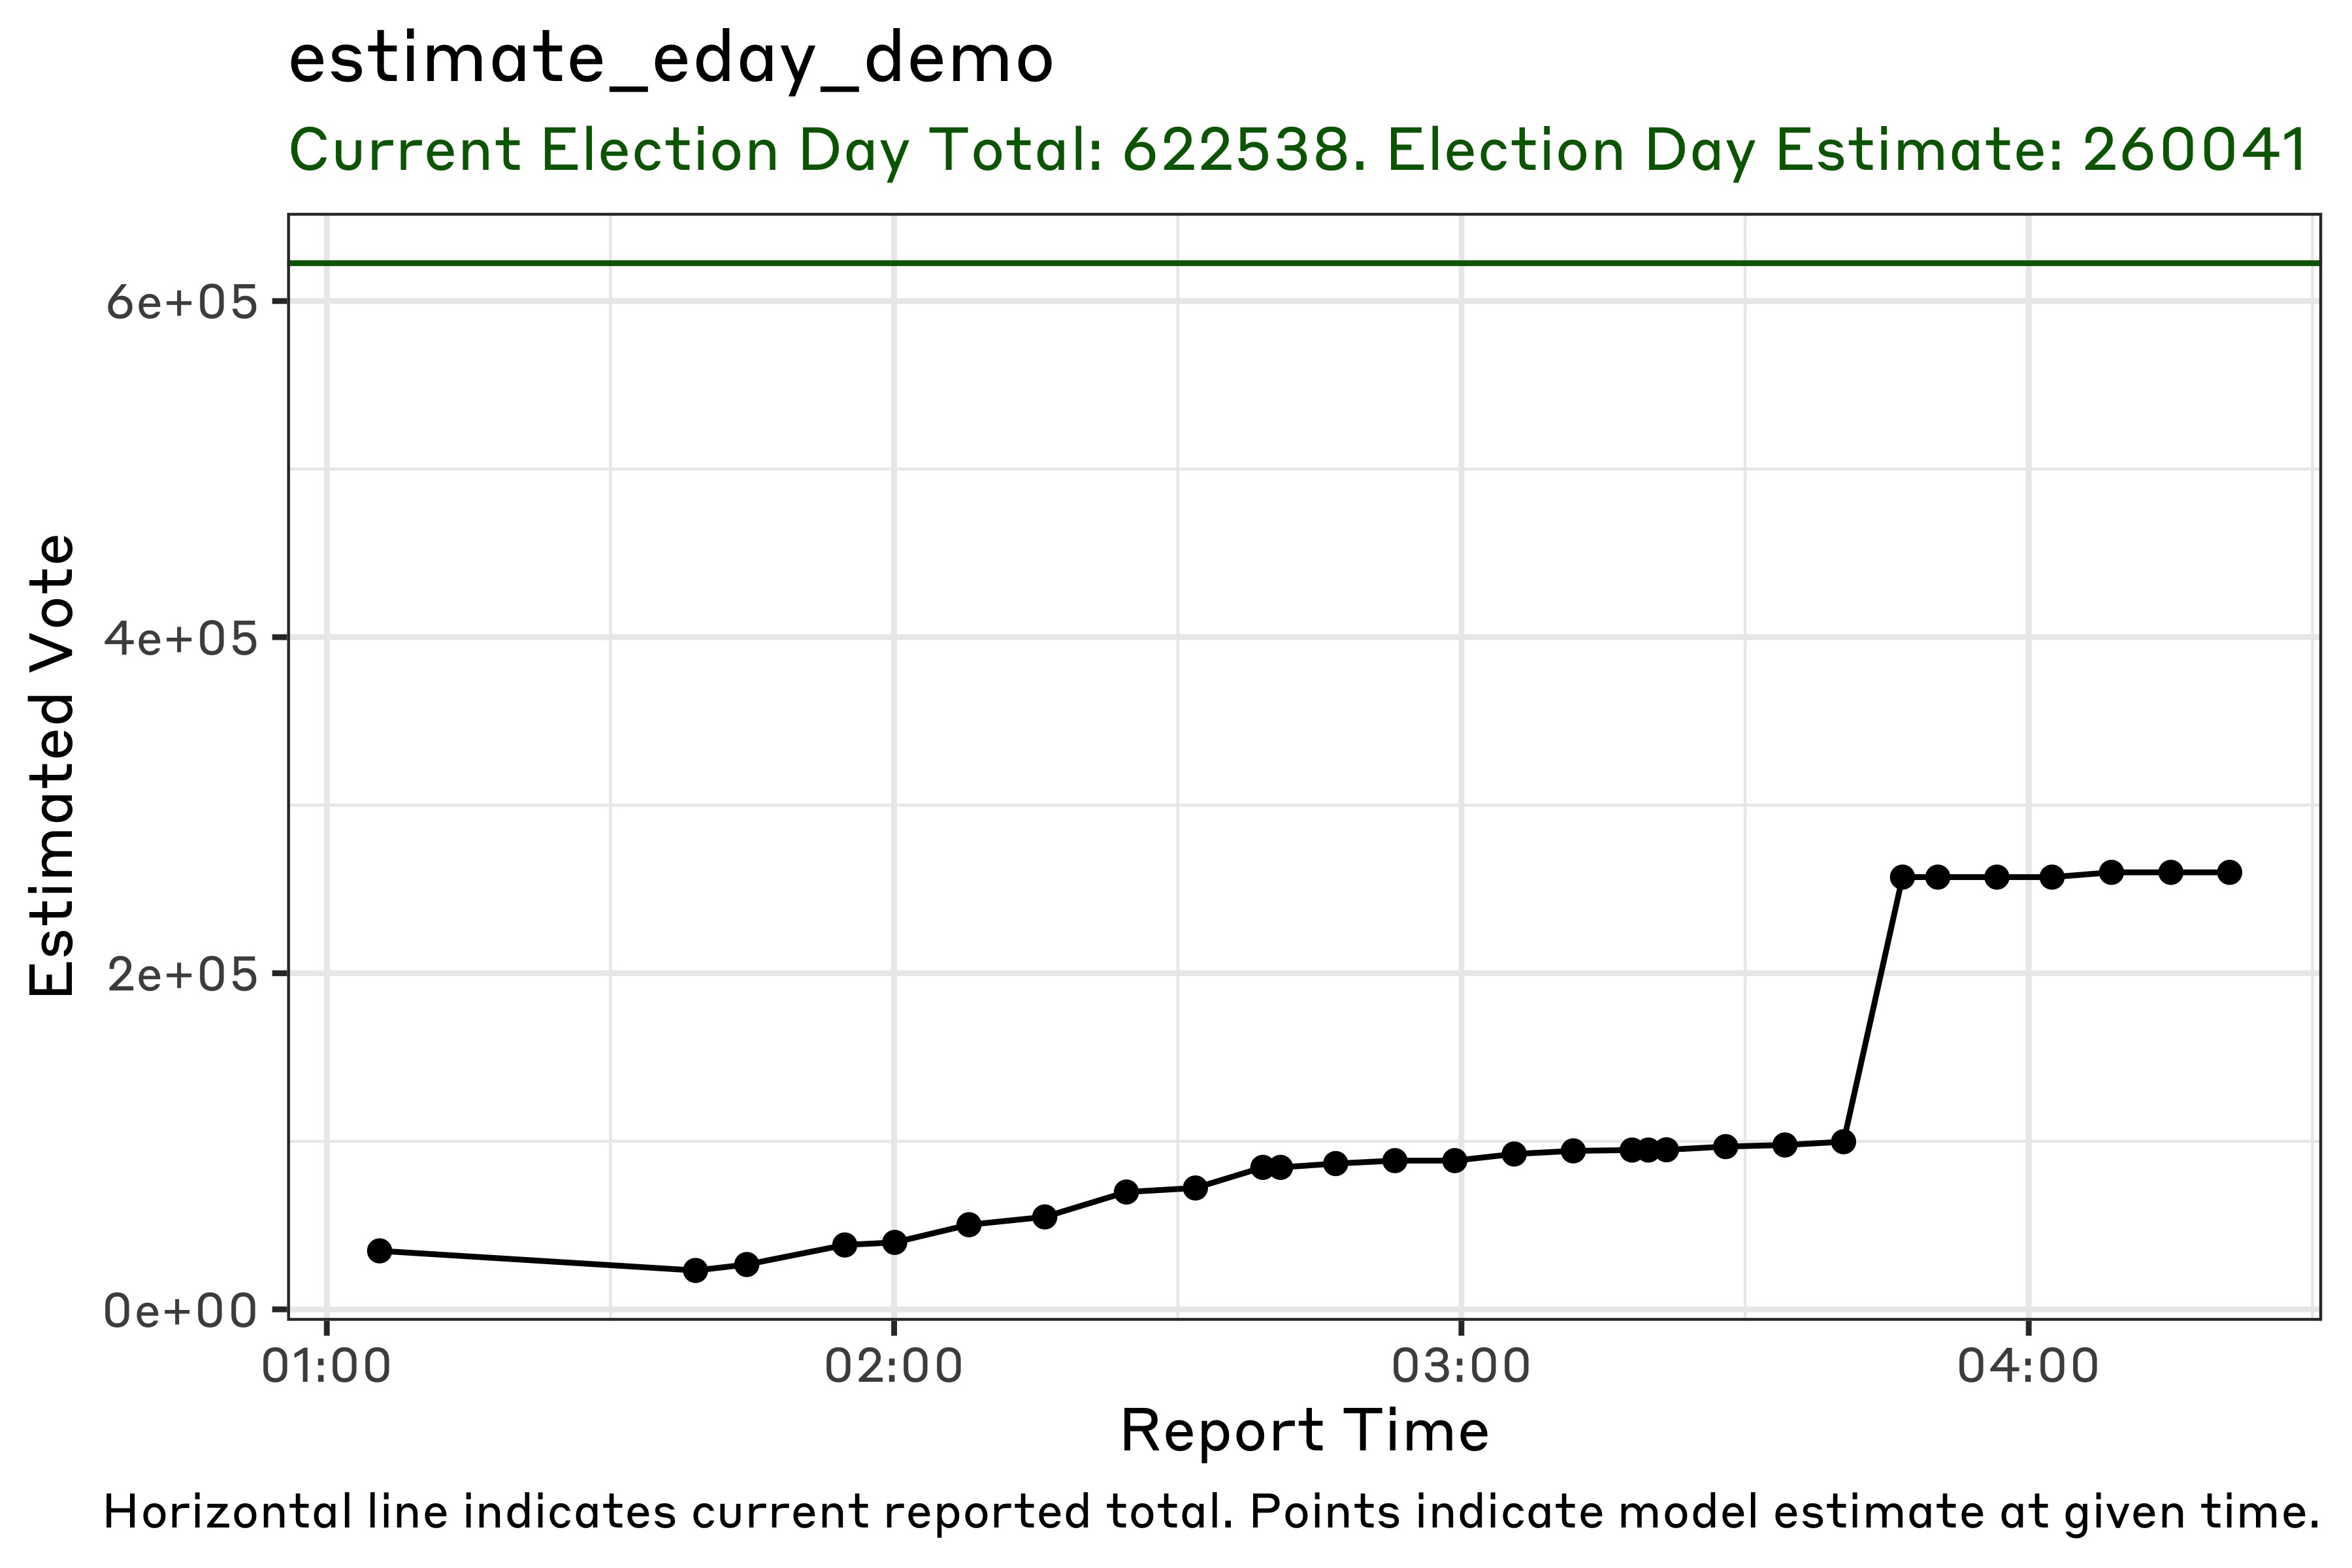 estimate_eday_demo
Current Election Day Total: 622538. Election Day Estimate: 260041
6e+05
4e+05
2e+05
0e+00
Estimated Vote
01:00 02:00 03:00 04:00
Report Time
Horizontal line indicates current reported total. Points indicate model estimate at given time.